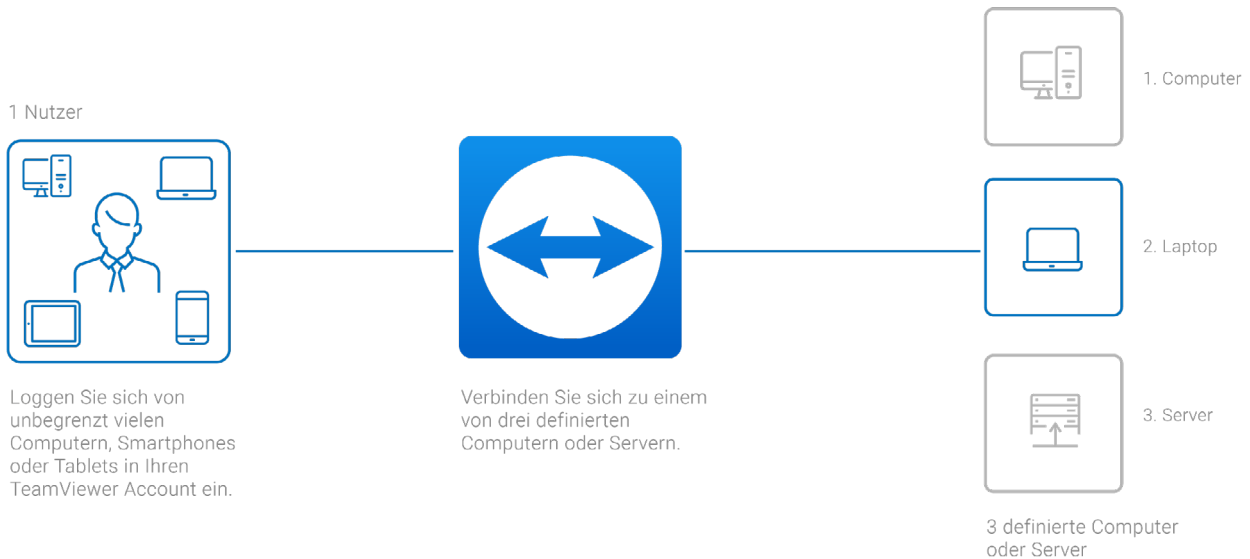 1 Nutzer
Loggen Sie sich von
unbegrenzt vielen
Computern, Smartphones
oder Tablets in Ihren
TeamViewer Account ein.
Verbinden Sie sich zu einem
von drei definierten
Computern oder Servern.
1. Computer
2. Laptop
3. Server
3 definierte Computer
oder Server